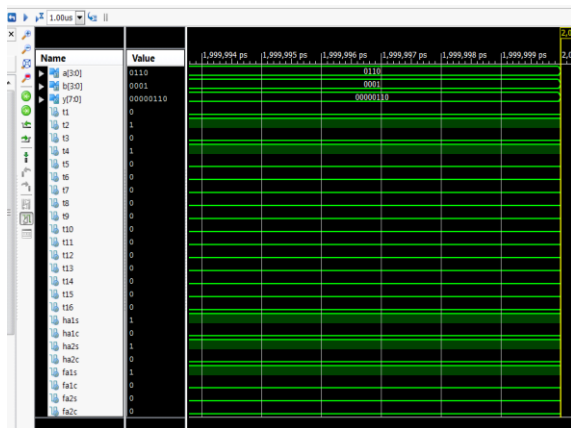 1.00us
2,0
1,999,994 ps 1,999,995 ps 1,999,996 ps 1,999,997 ps 1,999,998 ps 1,999,999 ps 2,0
Name Value
a[3:0] 0110 0110
b[3:0] 0001 0001
y[7:0] 00000110 00000110
t1 0
t2 1
t3 0
t4 1
t5 0
t6 0
t7 0
t8 0
t9 0
t10 0
t11 0
t12 0
t13 0
t14 0
t15 0
t16 0
ha1s 1
ha1c 0
ha2s 1
ha2c 0
fa1s 1
fa1c 0
fa2s 0
fa2c 0